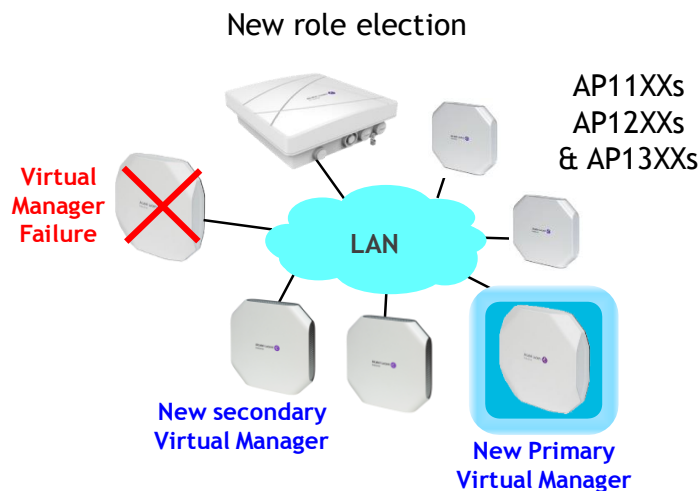 New role election
AP11XXs
AP12XXs
& AP13XXs
Virtual
Manager
Failure
LAN
New secondary
Virtual Manager
New Primary
Virtual Manager